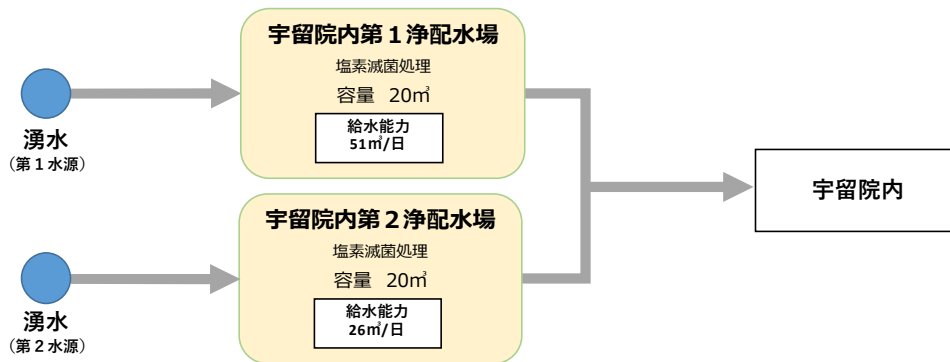 宇留院内第１浄配水場
塩素滅菌処理
容量 20㎥
給水能力
51㎥/日
湧水
（第１水源）
宇留院内
宇留院内第２浄配水場
塩素滅菌処理
容量 20㎥
給水能力
26㎥/日
湧水
（第２水源）